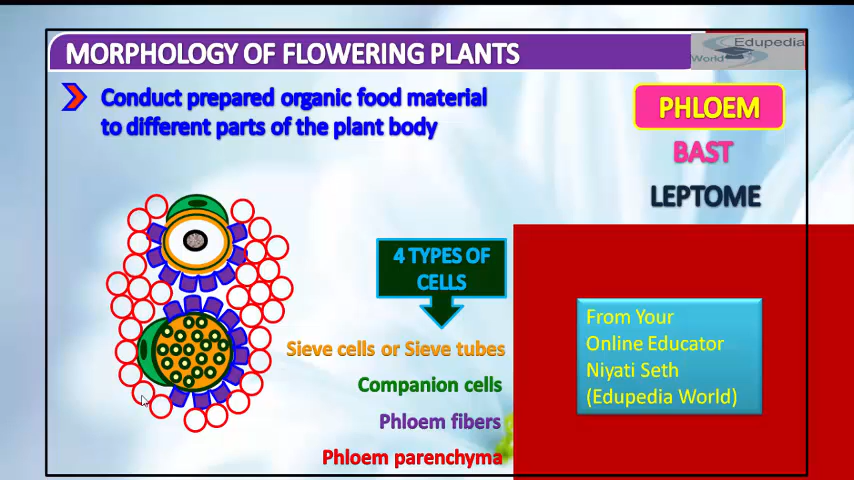 MORPHOLOGY OF FLOWERING PLANTS
Edupedia
World
Conduct prepared organic food material
to different parts of the plant body
PHLOEM
BAST
LEPTOME
4 TYPES OF
CELLS
Sieve cells or Sieve tubes
Companion cells
Phloem fibers
Phloem parenchyma
From Your
Online Educator
Niyati Seth
(Edupedia World)